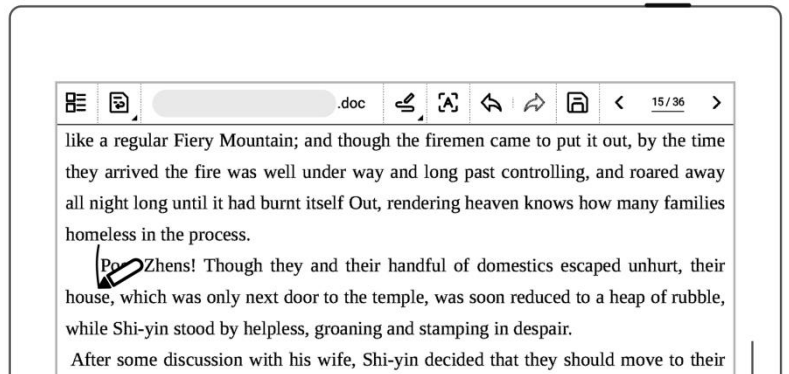 .doc
15 / 36
like a regular Fiery Mountain; and though the firemen came to put it out, by the time
they arrived the fire was well under way and long past controlling, and roared away
all night long until it had burnt itself Out, rendering heaven knows how many families
homeless in the process.
Zhens! Though they and their handful of domestics escaped unhurt, their
house, which was only next door to the temple, was soon reduced to a heap of rubble,
while Shi-yin stood by helpless, groaning and stamping in despair.
After some discussion with his wife, Shi-yin decided that they should move to their